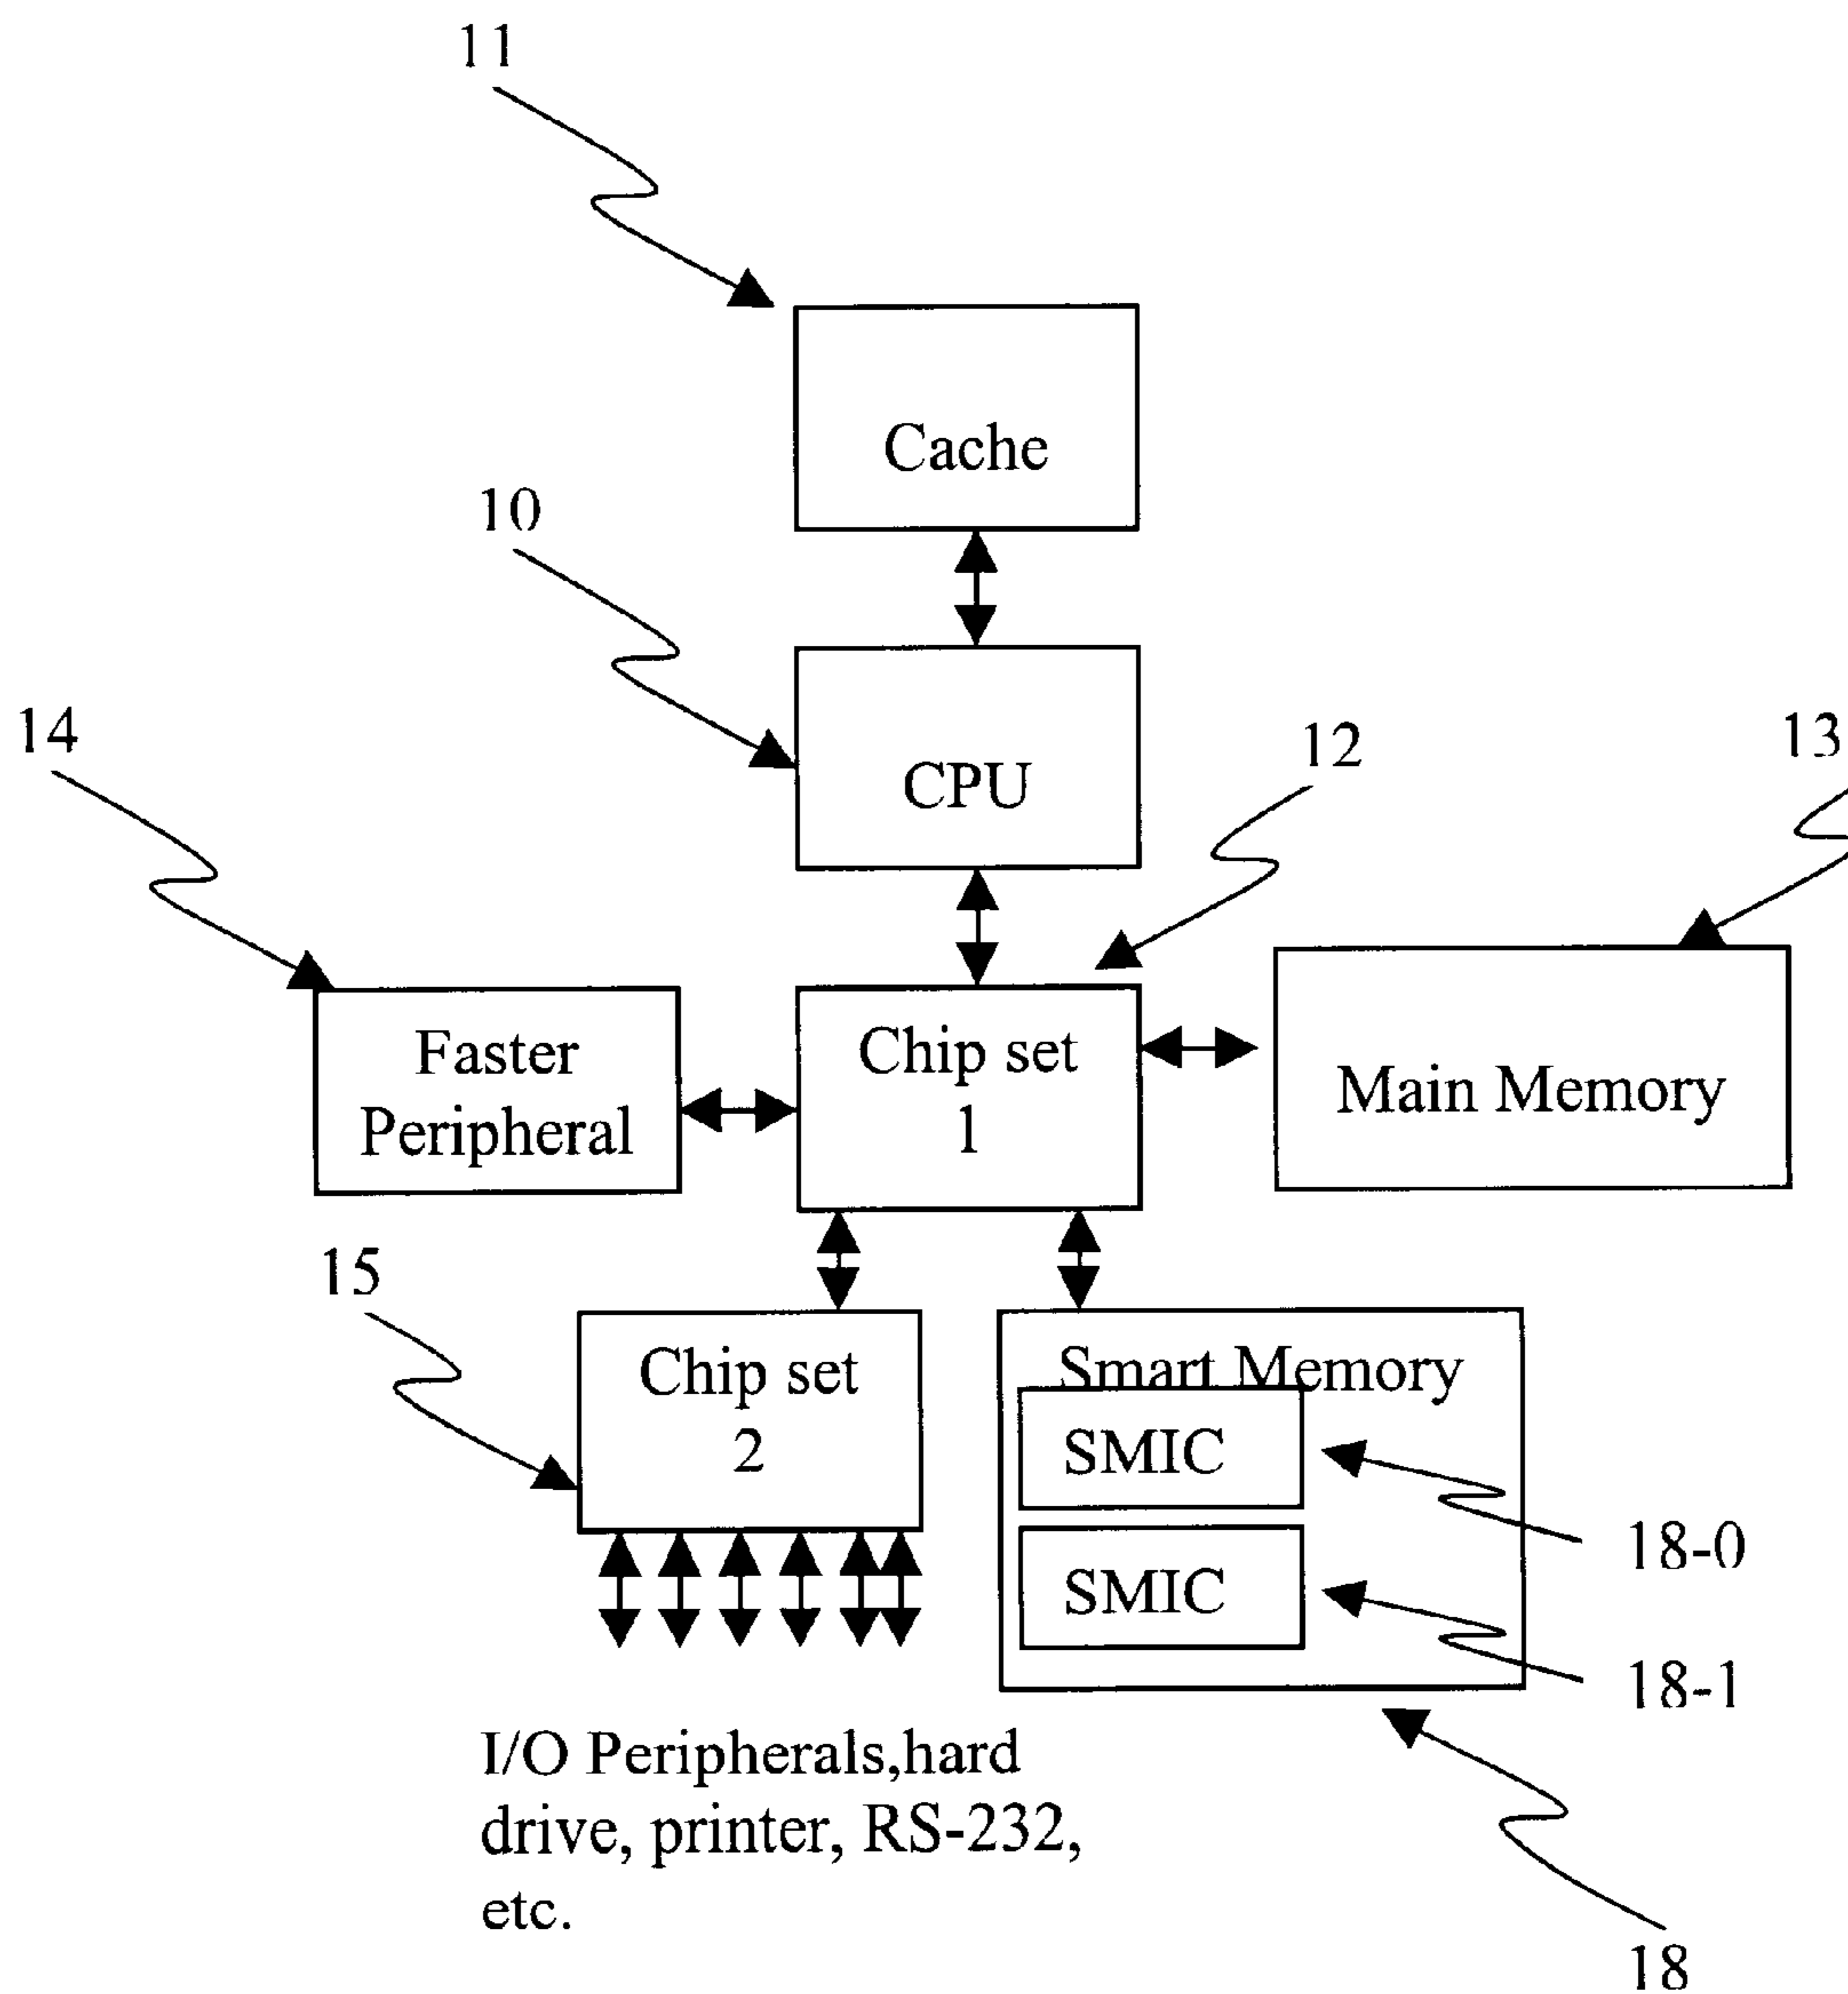 11
Cache
10
CPU
14
12
13
Faster
Peripheral
Chip set
1
Main Memory
15
Chip set
2
Smart Memory
SMIC
18-0
SMIC
18-1
I/O Peripherals,hard
drive, printer, RS-232,
etc.
18